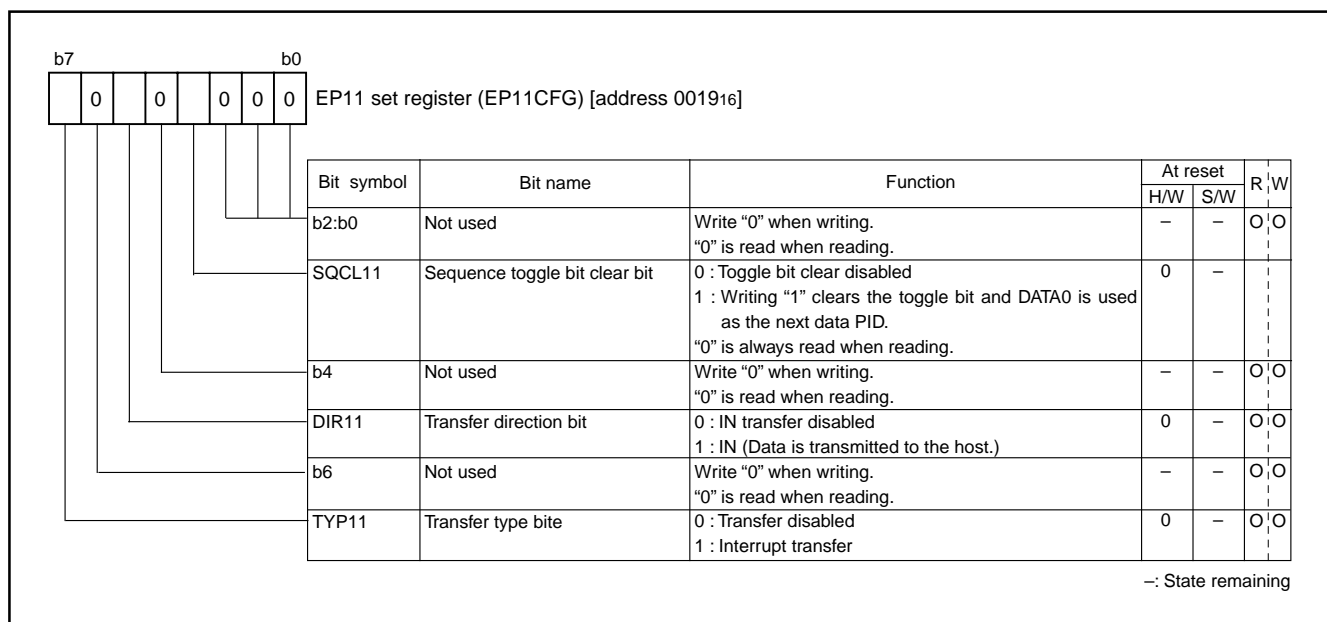 b7 b0
0 0 0 0 0 EP11 set register (EP11CFG) [address 001916]
Bit symbol Bit name Function At reset R W
H/W S/W
b2:b0 Not used Write “0” when writing. – – O O
“0” is read when reading.
SQCL11 Sequence toggle bit clear bit 0 : Toggle bit clear disabled 0 –
1 : Writing “1” clears the toggle bit and DATA0 is used
as the next data PID.
“0” is always read when reading.
b4 Not used Write “0” when writing. – – O O
“0” is read when reading.
DIR11 Transfer direction bit 0 : IN transfer disabled 0 – O O
1 : IN (Data is transmitted to the host.)
b6 Not used Write “0” when writing. – – O O
“0” is read when reading.
TYP11 Transfer type bite 0 : Transfer disabled 0 – O O
1 : Interrupt transfer
–: State remaining